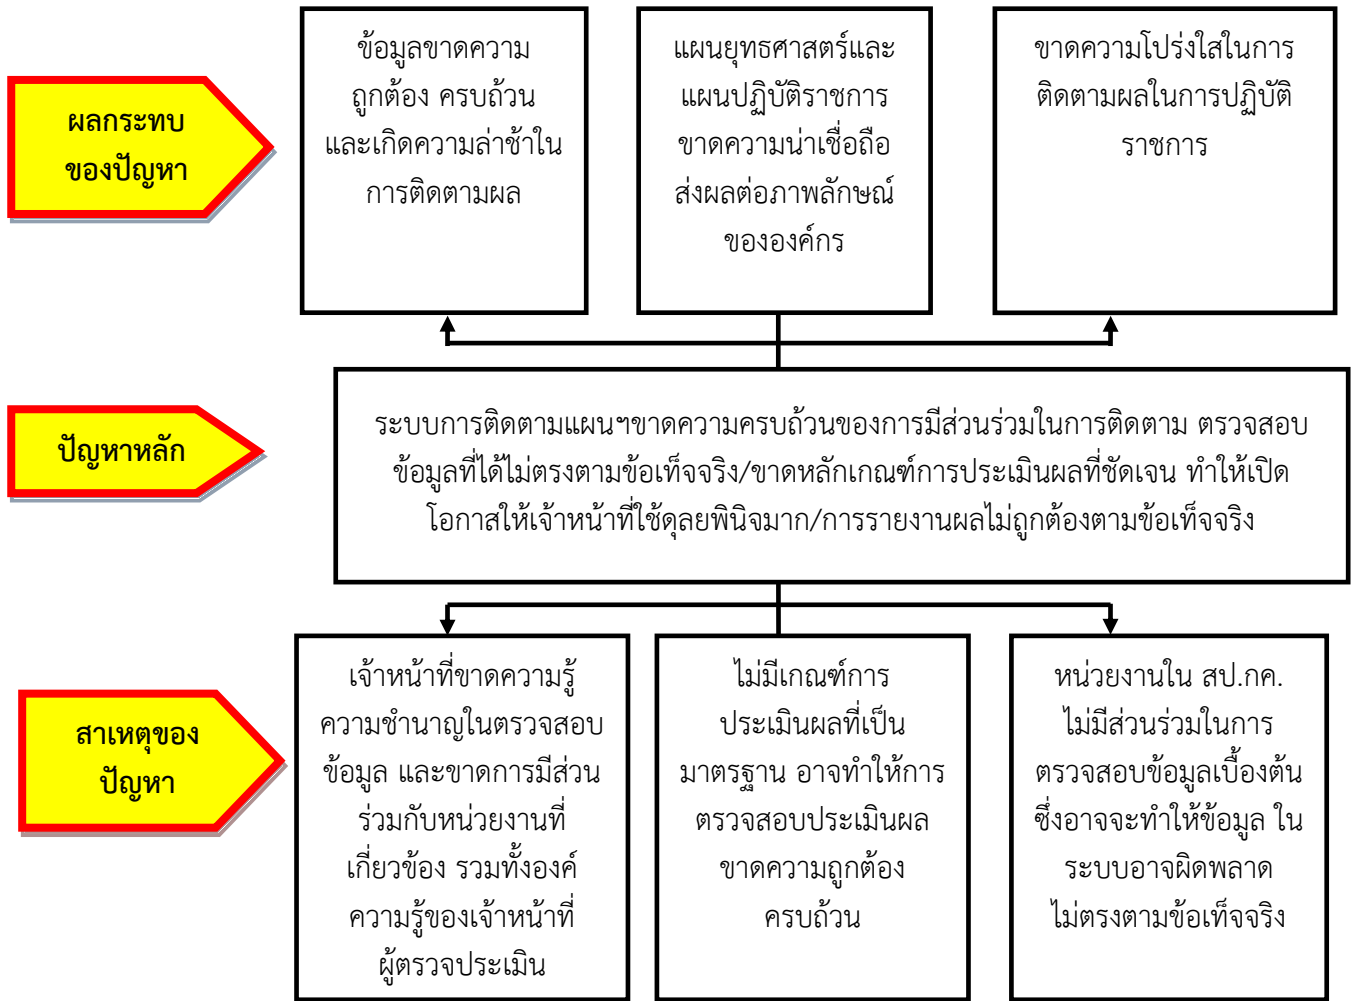 ผลกระทบ
ของปัญหา
ข้อมูลขาดความ
ถูกต้อง ครบถ้วน
และเกิดความล่าช้าใน
การติดตามผล
แผนยุทธศาสตร์และ
แผนปฏิบัติราชการ
ขาดความน่าเชื่อถือ
ส่งผลต่อภาพลักษณ์
ขององค์กร
ขาดความโปร่งใสในการ
ติดตามผลในการปฏิบัติ
ราชการ
ปัญหาหลัก
ระบบการติดตามแผนฯขาดความครบถ้วนของการมีส่วนร่วมในการติดตาม ตรวจสอบ
ข้อมูลที่ได้ไม่ตรงตามข้อเท็จจริง/ขาดหลักเกณฑ์การประเมินผลที่ชัดเจน ทำให้เปิด
โอกาสให้เจ้าหน้าที่ใช้ดุลยพินิจมาก/การรายงานผลไม่ถูกต้องตามข้อเท็จจริง
สาเหตุของ
ปัญหา
เจ้าหน้าที่ขาดความรู้
ความชำนาญในตรวจสอบ
ข้อมูล และขาดการมีส่วน
ร่วมกับหน่วยงานที่
เกี่ยวข้อง รวมทั้งองค์
ความรู้ของเจ้าหน้าที่
ผู้ตรวจประเมิน
ไม่มีเกณฑ์การ
ประเมินผลที่เป็น
มาตรฐาน อาจทำให้การ
ตรวจสอบประเมินผล
ขาดความถูกต้อง
ครบถ้วน
หน่วยงานใน สป.กค.
ไม่มีส่วนร่วมในการ
ตรวจสอบข้อมูลเบื้องต้น
ซึ่งอาจจะทำให้ข้อมูล ใน
ระบบอาจผิดพลาด
ไม่ตรงตามข้อเท็จจริง